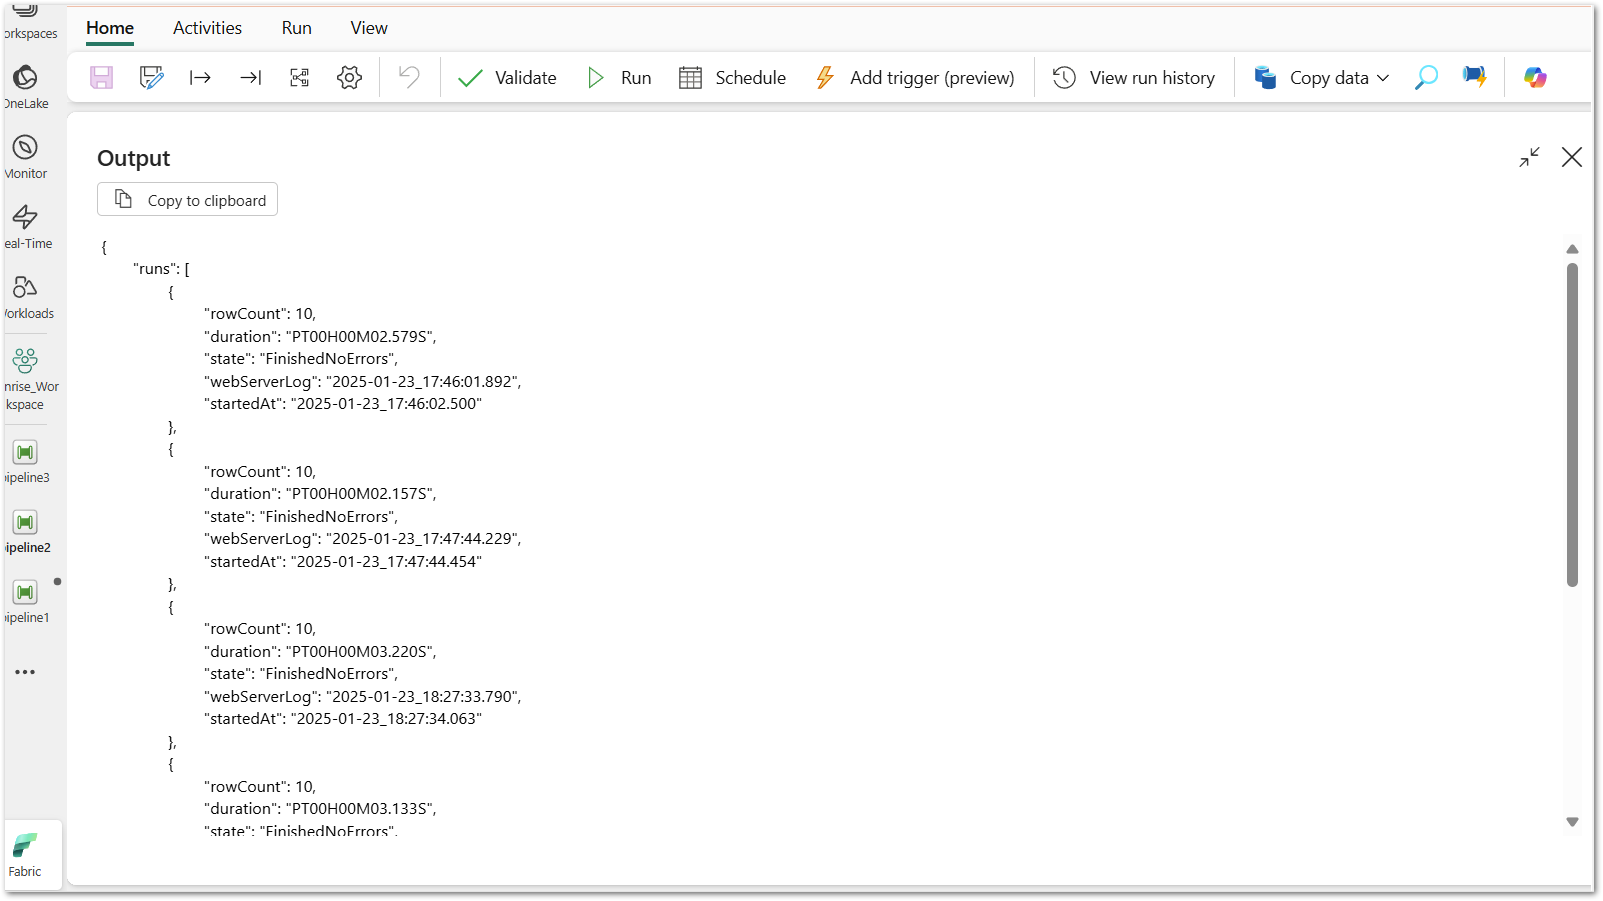 Home Activities Run View
Validate Run Schedule Add trigger (preview) View run history Copy data
orkspaces
OneLake
Monitor
eal-Time
orkloads
nrise_Wor
kspace
ipeline3
ipeline2
ipeline1
Fabric
Output
Copy to clipboard
{
"runs": [
{
"rowCount": 10,
"duration": "PT00H00M02.579S",
"state": "FinishedNoErrors",
"webServerLog": "2025-01-23_17:46:01.892",
"startedAt": "2025-01-23_17:46:02.500"
},
{
"rowCount": 10,
"duration": "PT00H00M02.157S",
"state": "FinishedNoErrors",
"webServerLog": "2025-01-23_17:47:44.229",
"startedAt": "2025-01-23_17:47:44.454"
},
{
"rowCount": 10,
"duration": "PT00H00M03.220S",
"state": "FinishedNoErrors",
"webServerLog": "2025-01-23_18:27:33.790",
"startedAt": "2025-01-23_18:27:34.063"
},
{
"rowCount": 10,
"duration": "PT00H00M03.133S",
"state": "FinishedNoErrors",